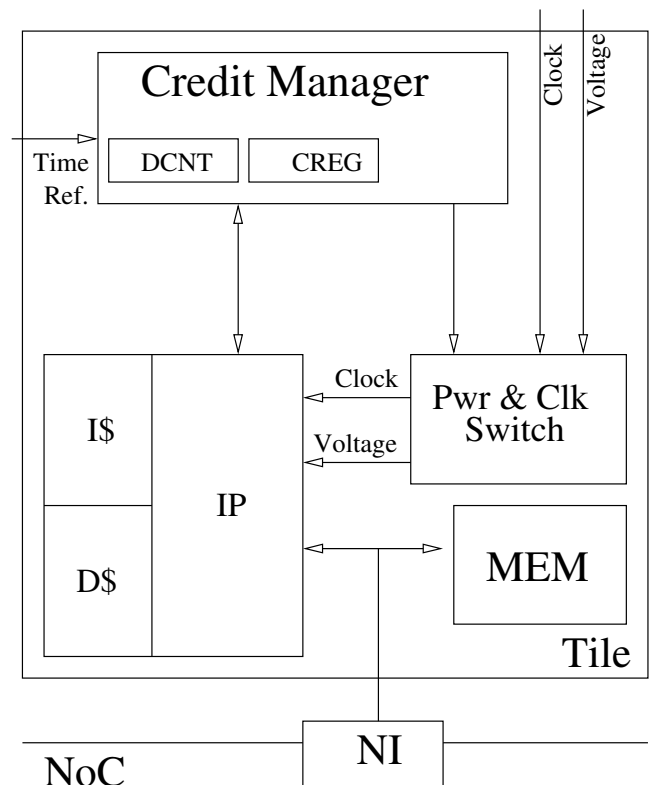 Credit Manager
Clock
Voltage
Time
Ref.
DCNT
CREG
Clock
Voltage
Pwr & Clk
Switch
I$
IP
D$
MEM
Tile
NI
NoC